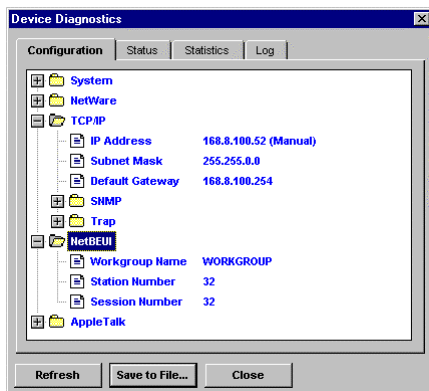 Device Diagnostics
Configuration Status Statistics Log
System
NetWare
TCP/IP
IP Address 168.8.100.52 (Manual)
Subnet Mask 255.255.0.0
Default Gateway 168.8.100.254
SNMP
Trap
NetBEUI
Workgroup Name WORKGROUP
Station Number 32
Session Number 32
AppleTalk
Refresh Save to File... Close